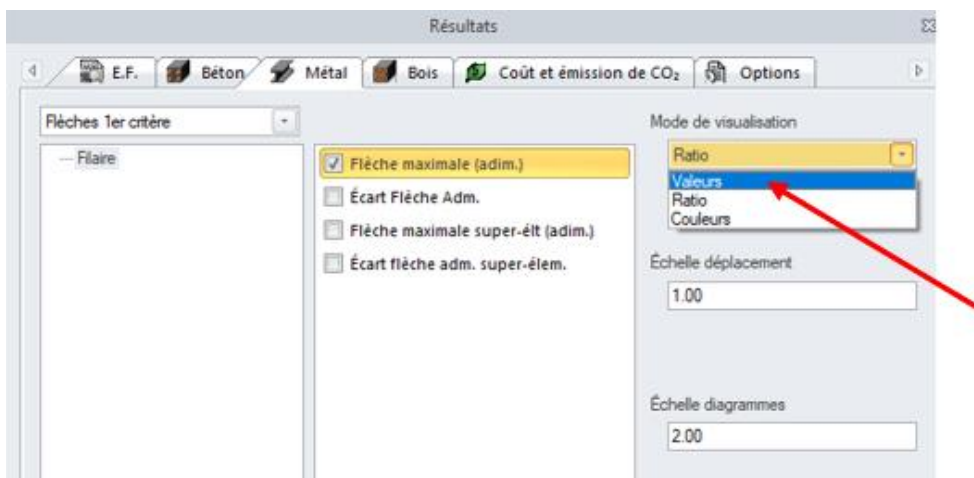 Résultats
E.F. Béton Métal Bois Coût et émission de CO₂ Options
Flèches 1er critère
Filaire
Flèche maximale (adim.)
Écart Flèche Adm.
Flèche maximale super-élt (adim.)
Écart flèche adm. super-élem.
Mode de visualisation
Ratio
Valeurs
Ratio
Couleurs
Échelle déplacement
1.00
Échelle diagrammes
2.00